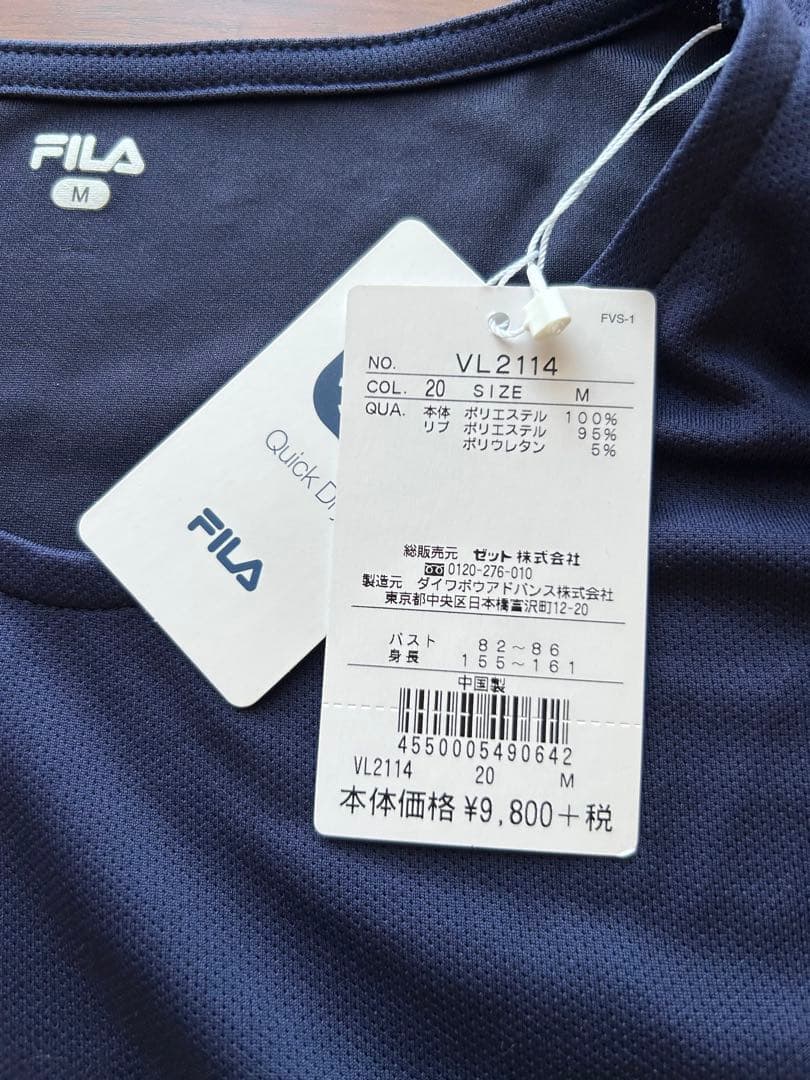 FILA
M
Quick Dry
FILA
FVS-1
NO. VL2114
COL. 20 SIZE M
QUA. 本体 ポリエステル 100%
リブ ポリエステル 95%
ポリウレタン 5%
総販売元 ゼット株式会社
0120-276-010
製造元 ダイワボウアドバンス株式会社
東京都中央区日本橋富沢町12-20
バスト 82～86
身長 155～161
中国製
4550005490642
VL2114 20 M
本体価格 ¥9,800+税